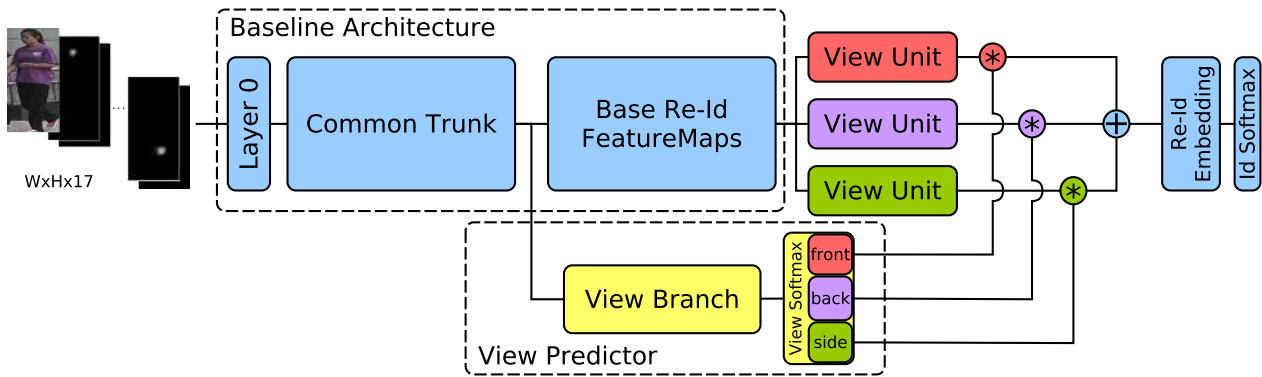 Baseline Architecture
WxHx17
Layer 0
Common Trunk
Base Re-Id
FeatureMaps
View Unit
View Unit
View Unit
*
*
*
+
Re-Id
Embedding
Id Softmax
View Branch
View Softmax
front
back
side
View Predictor